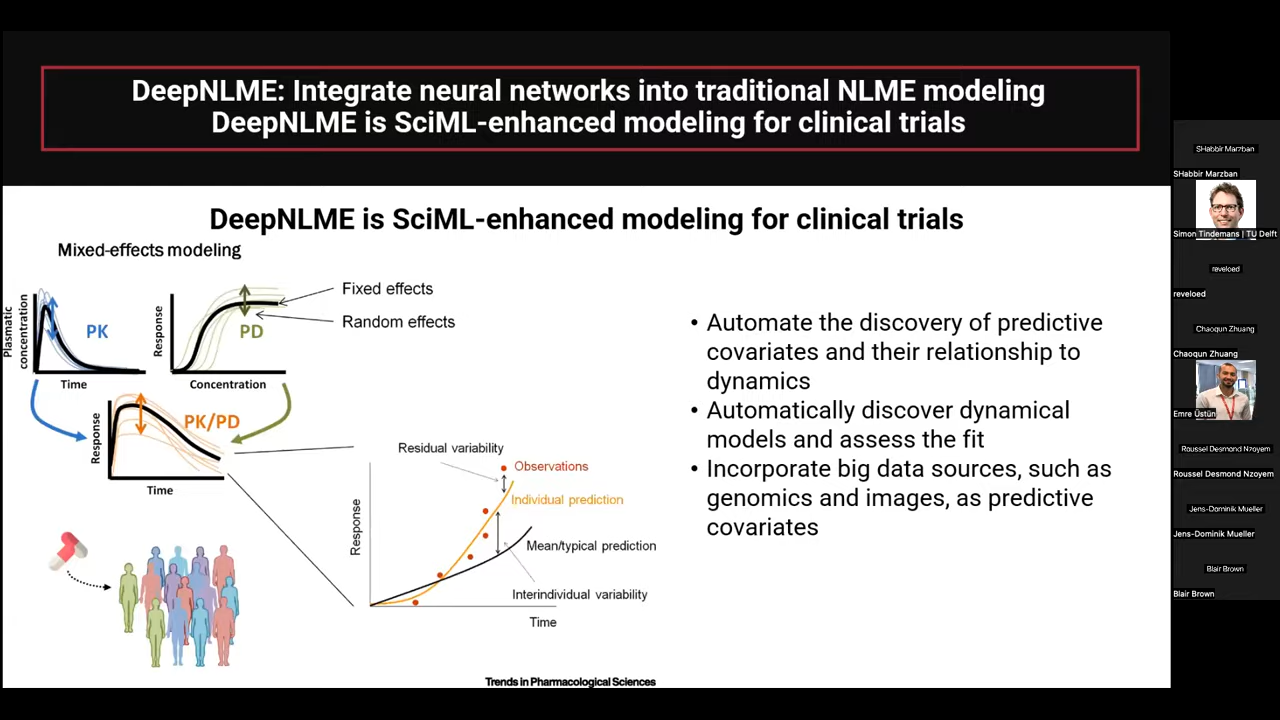 DeepNLME: Integrate neural networks into traditional NLME modeling
DeepNLME is SciML-enhanced modeling for clinical trials
DeepNLME is SciML-enhanced modeling for clinical trials
Mixed-effects modeling
Plasmatic
concentration
PK
Time
Response
PD
Concentration
Fixed effects
Random effects
Response
PK/PD
Time
Residual variability
Observations
Individual prediction
Response
Mean/typical prediction
Interindividual variability
Time
Trends in Pharmacological Sciences
• Automate the discovery of predictive
covariates and their relationship to
dynamics
• Automatically discover dynamical
models and assess the fit
• Incorporate big data sources, such as
genomics and images, as predictive
covariates
SHabbir Marzban
SHabbir Marzban
Simon Tindemans | TU Delft
reveloed
reveloed
Chaoqun Zhuang
Chaoqun Zhuang
Emre Üstün
Roussel Desmond Nzoyem
Roussel Desmond Nzoyem
Jens-Dominik Mueller
Jens-Dominik Mueller
Blair Brown
Blair Brown